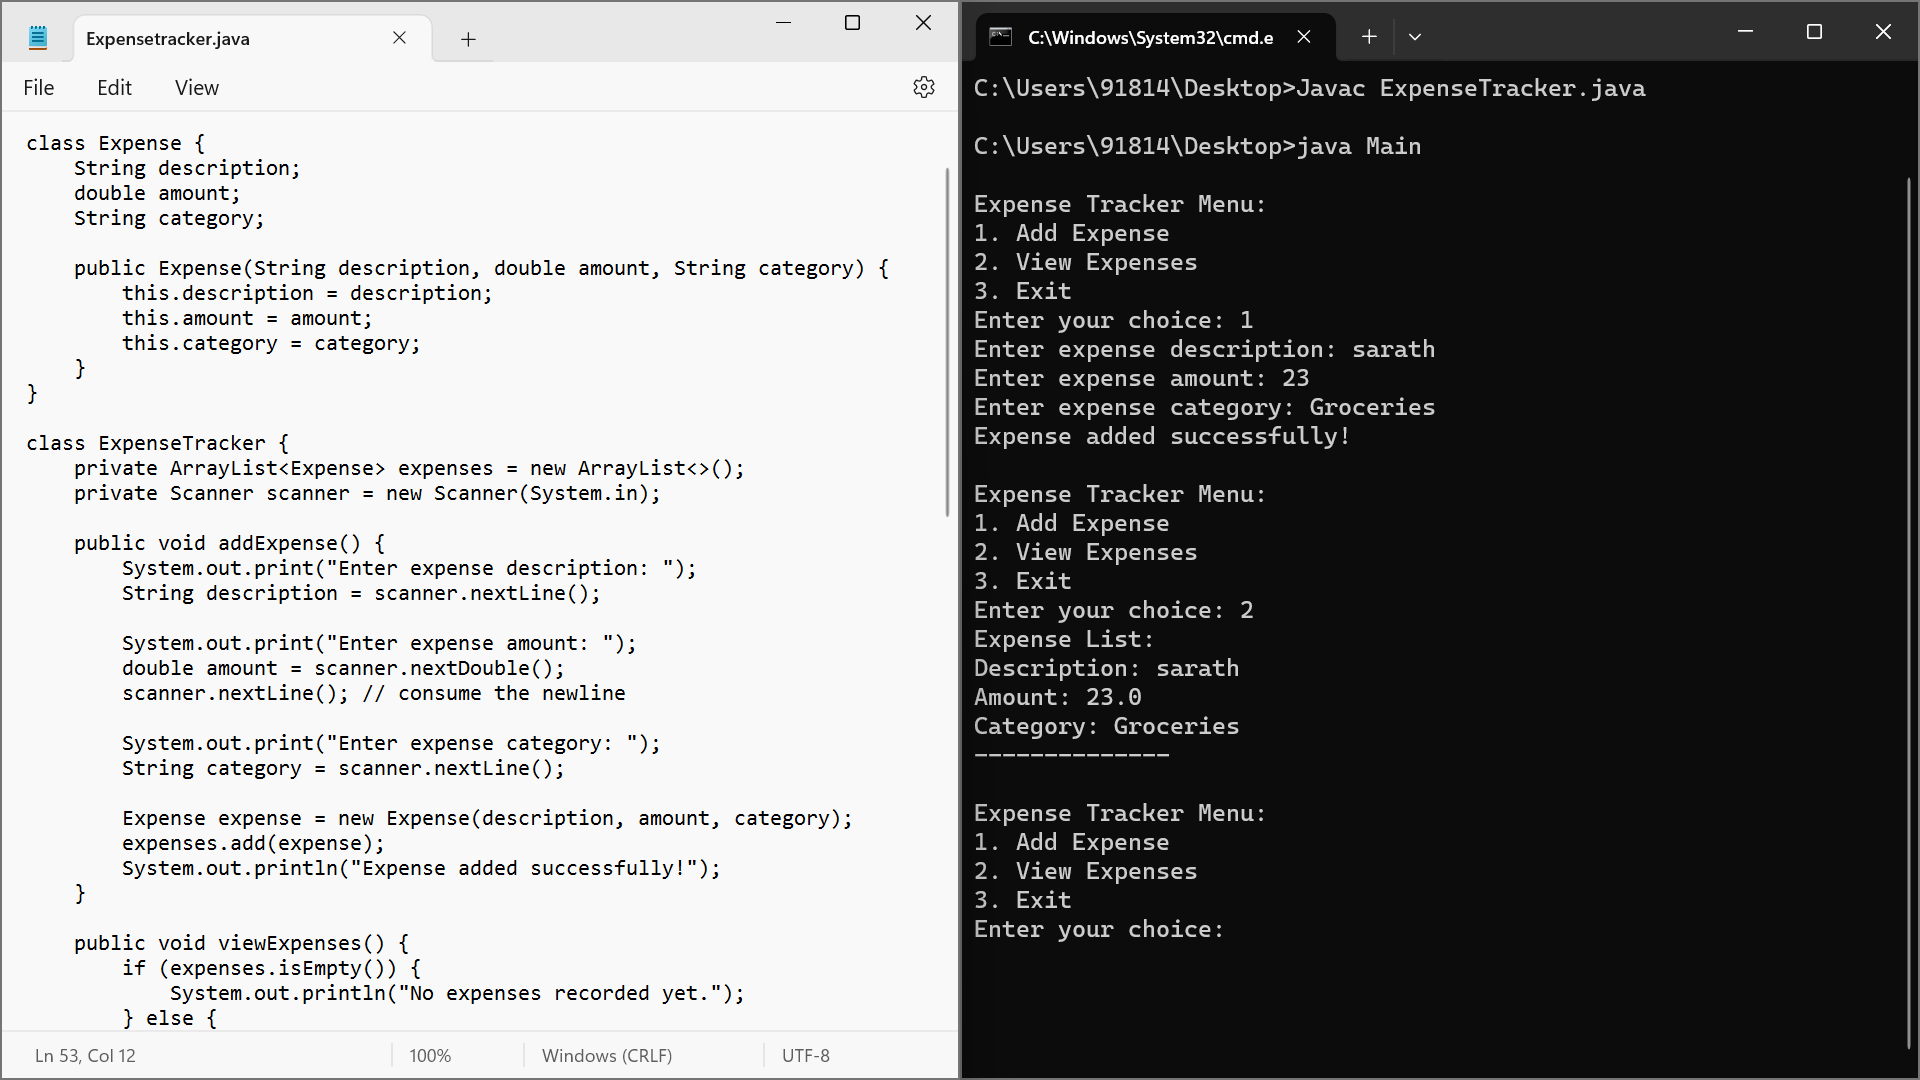 Expensetracker.java
File Edit View
class Expense {
    String description;
    double amount;
    String category;

    public Expense(String description, double amount, String category) {
        this.description = description;
        this.amount = amount;
        this.category = category;
    }
}

class ExpenseTracker {
    private ArrayList<Expense> expenses = new ArrayList<>();
    private Scanner scanner = new Scanner(System.in);

    public void addExpense() {
        System.out.print("Enter expense description: ");
        String description = scanner.nextLine();

        System.out.print("Enter expense amount: ");
        double amount = scanner.nextDouble();
        scanner.nextLine(); // consume the newline

        System.out.print("Enter expense category: ");
        String category = scanner.nextLine();

        Expense expense = new Expense(description, amount, category);
        expenses.add(expense);
        System.out.println("Expense added successfully!");
    }

    public void viewExpenses() {
        if (expenses.isEmpty()) {
            System.out.println("No expenses recorded yet.");
        } else {
Ln 53, Col 12 100% Windows (CRLF) UTF-8
C:\Windows\System32\cmd.e
C:\Users\91814\Desktop>Javac ExpenseTracker.java

C:\Users\91814\Desktop>java Main

Expense Tracker Menu:
1. Add Expense
2. View Expenses
3. Exit
Enter your choice: 1
Enter expense description: sarath
Enter expense amount: 23
Enter expense category: Groceries
Expense added successfully!

Expense Tracker Menu:
1. Add Expense
2. View Expenses
3. Exit
Enter your choice: 2
Expense List:
Description: sarath
Amount: 23.0
Category: Groceries
--------------

Expense Tracker Menu:
1. Add Expense
2. View Expenses
3. Exit
Enter your choice: